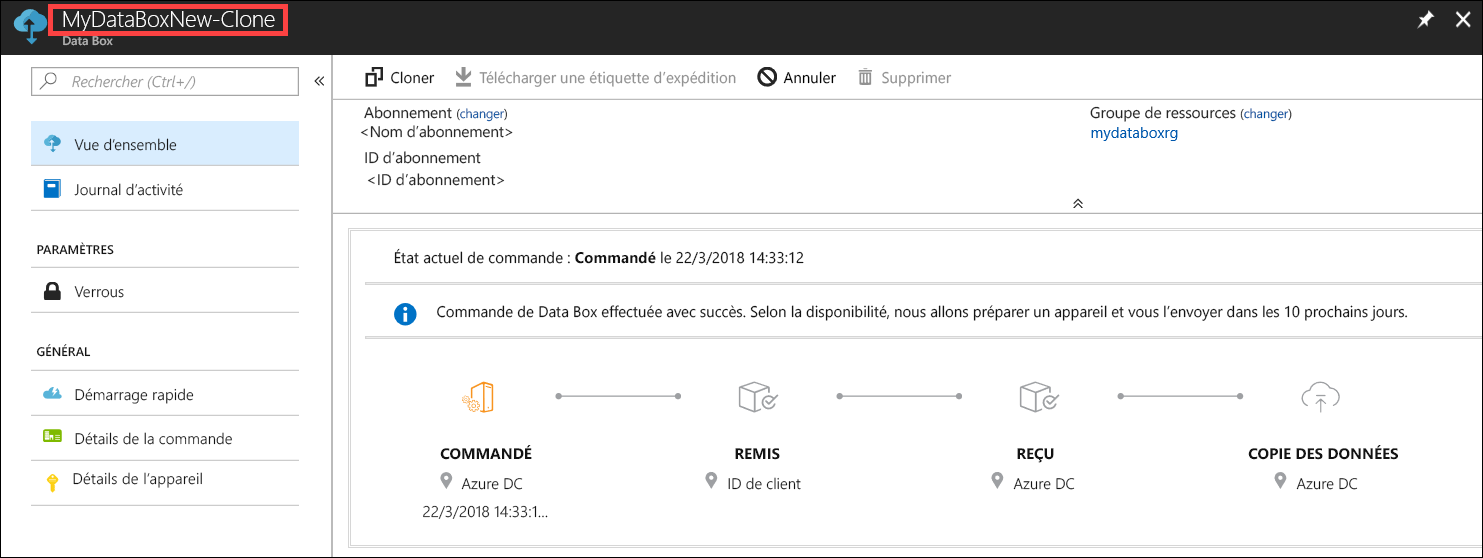 MyDataBoxNew-Clone
Data Box
Rechercher (Ctrl+/)
«
Vue d'ensemble
Journal d'activité
PARAMÈTRES
Verrous
GÉNÉRAL
Démarrage rapide
Détails de la commande
Détails de l'appareil
Cloner Télécharger une étiquette d'expédition Annuler Supprimer
Abonnement (changer)
<Nom d'abonnement>
ID d'abonnement
<ID d'abonnement>
Groupe de ressources (changer)
mydataboxrg
État actuel de commande : Commandé le 22/3/2018 14:33:12
Commande de Data Box effectuée avec succès. Selon la disponibilité, nous allons préparer un appareil et vous l'envoyer dans les 10 prochains jours.
COMMANDÉ
Azure DC
22/3/2018 14:33:1...
REMIS
ID de client
REÇU
Azure DC
COPIE DES DONNÉES
Azure DC